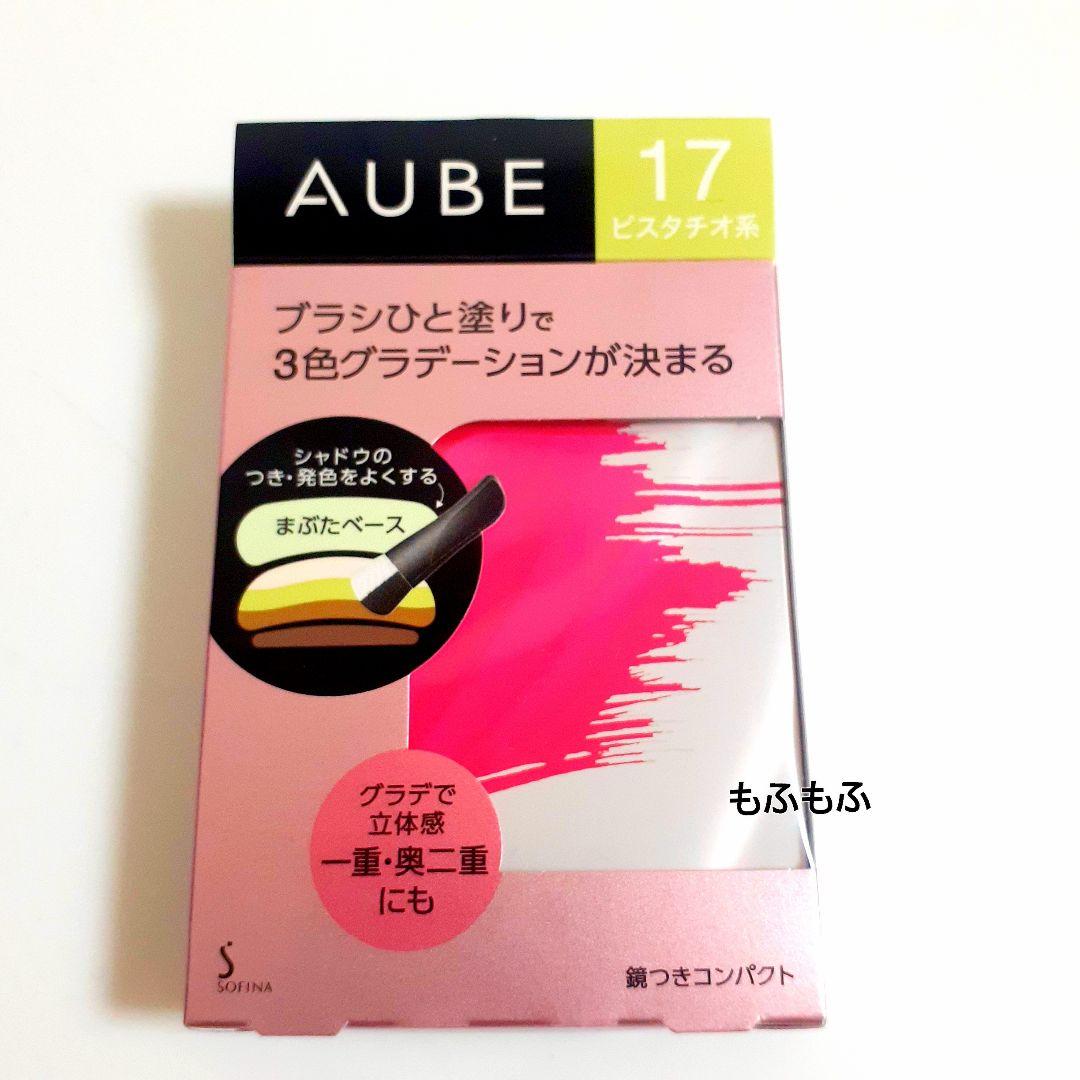 AUBE
17
ピスタチオ系
ブラシひと塗りで
3色グラデーションが決まる
シャドウの
つき・発色をよくする
まぶたベース
グラデで
立体感
一重・奥二重
にも
もふもふ
S
SOFINA
鏡つきコンパクト